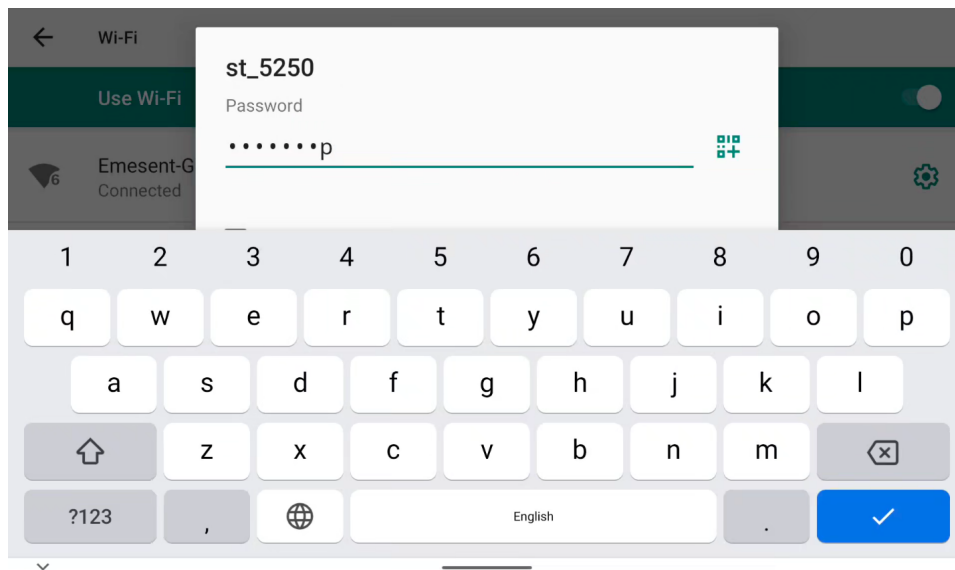 Wi-Fi
st_5250
Use Wi-Fi
Password
•••••••p
Emesent-G
Connected
6
1 2 3 4 5 6 7 8 9 0
q w e r t y u i o p
a s d f g h j k l
z x c v b n m
?123 , English .